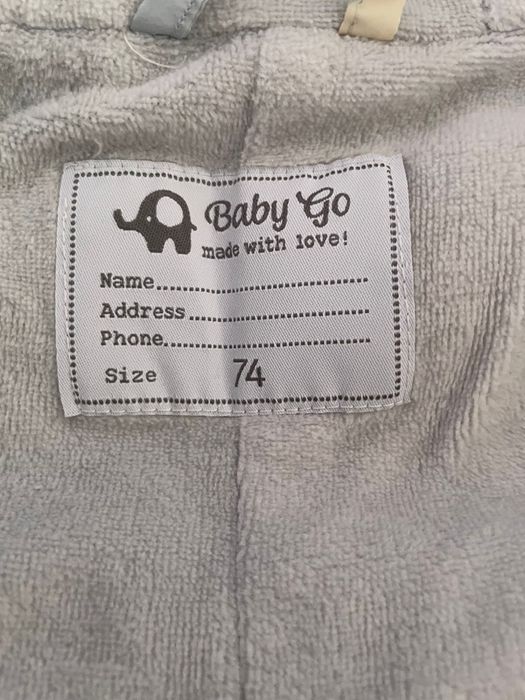 Baby Go
made with love!
Name..............................
Address........................
Phone.............................
Size 74